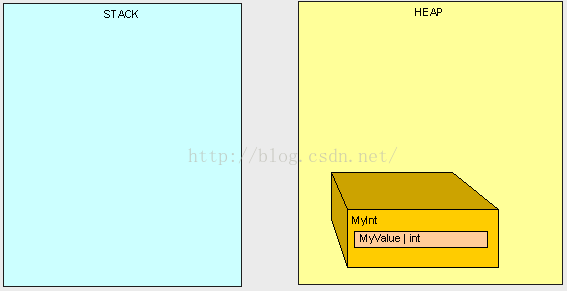 STACK
HEAP
http://blog.csdn.net/
MyInt
MyValue | int